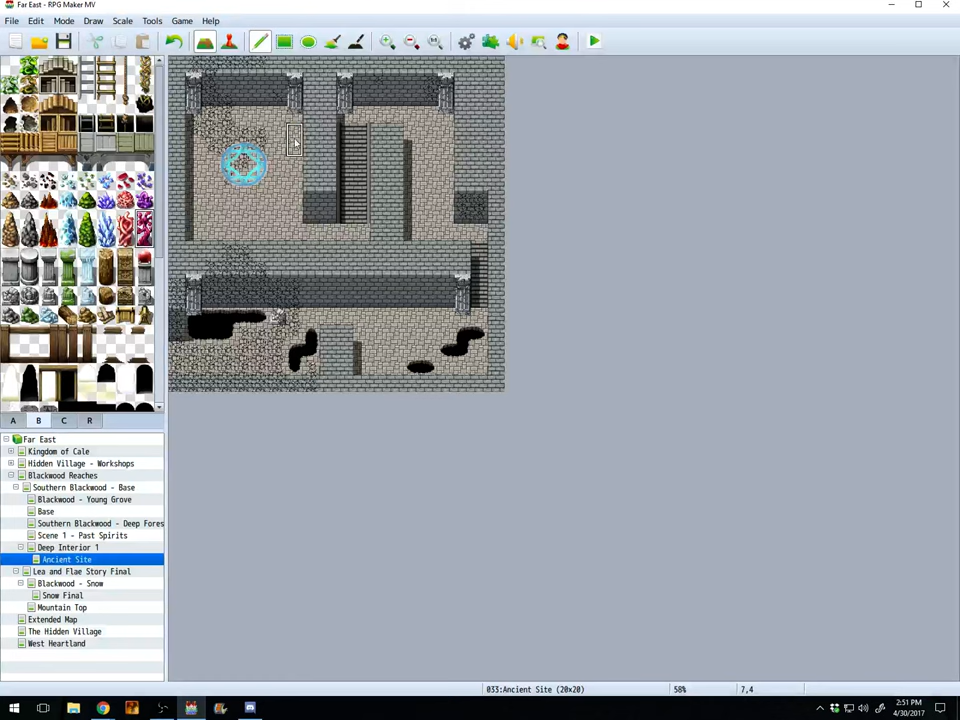 Far East - RPG Maker MV
File Edit Mode Draw Scale Tools Game Help
A B C R
Far East
Kingdom of Cale
Hidden Village - Workshops
Blackwood Reaches
Southern Blackwood - Base
Blackwood - Young Grove
Base
Southern Blackwood - Deep Fores
Scene 1 - Past Spirits
Deep Interior 1
Ancient Site
Lea and Flae Story Final
Blackwood - Snow
Snow Final
Mountain Top
Extended Map
The Hidden Village
West Heartland
033:Ancient Site (20x20) 58% 7,4
2:51 PM
4/30/2017